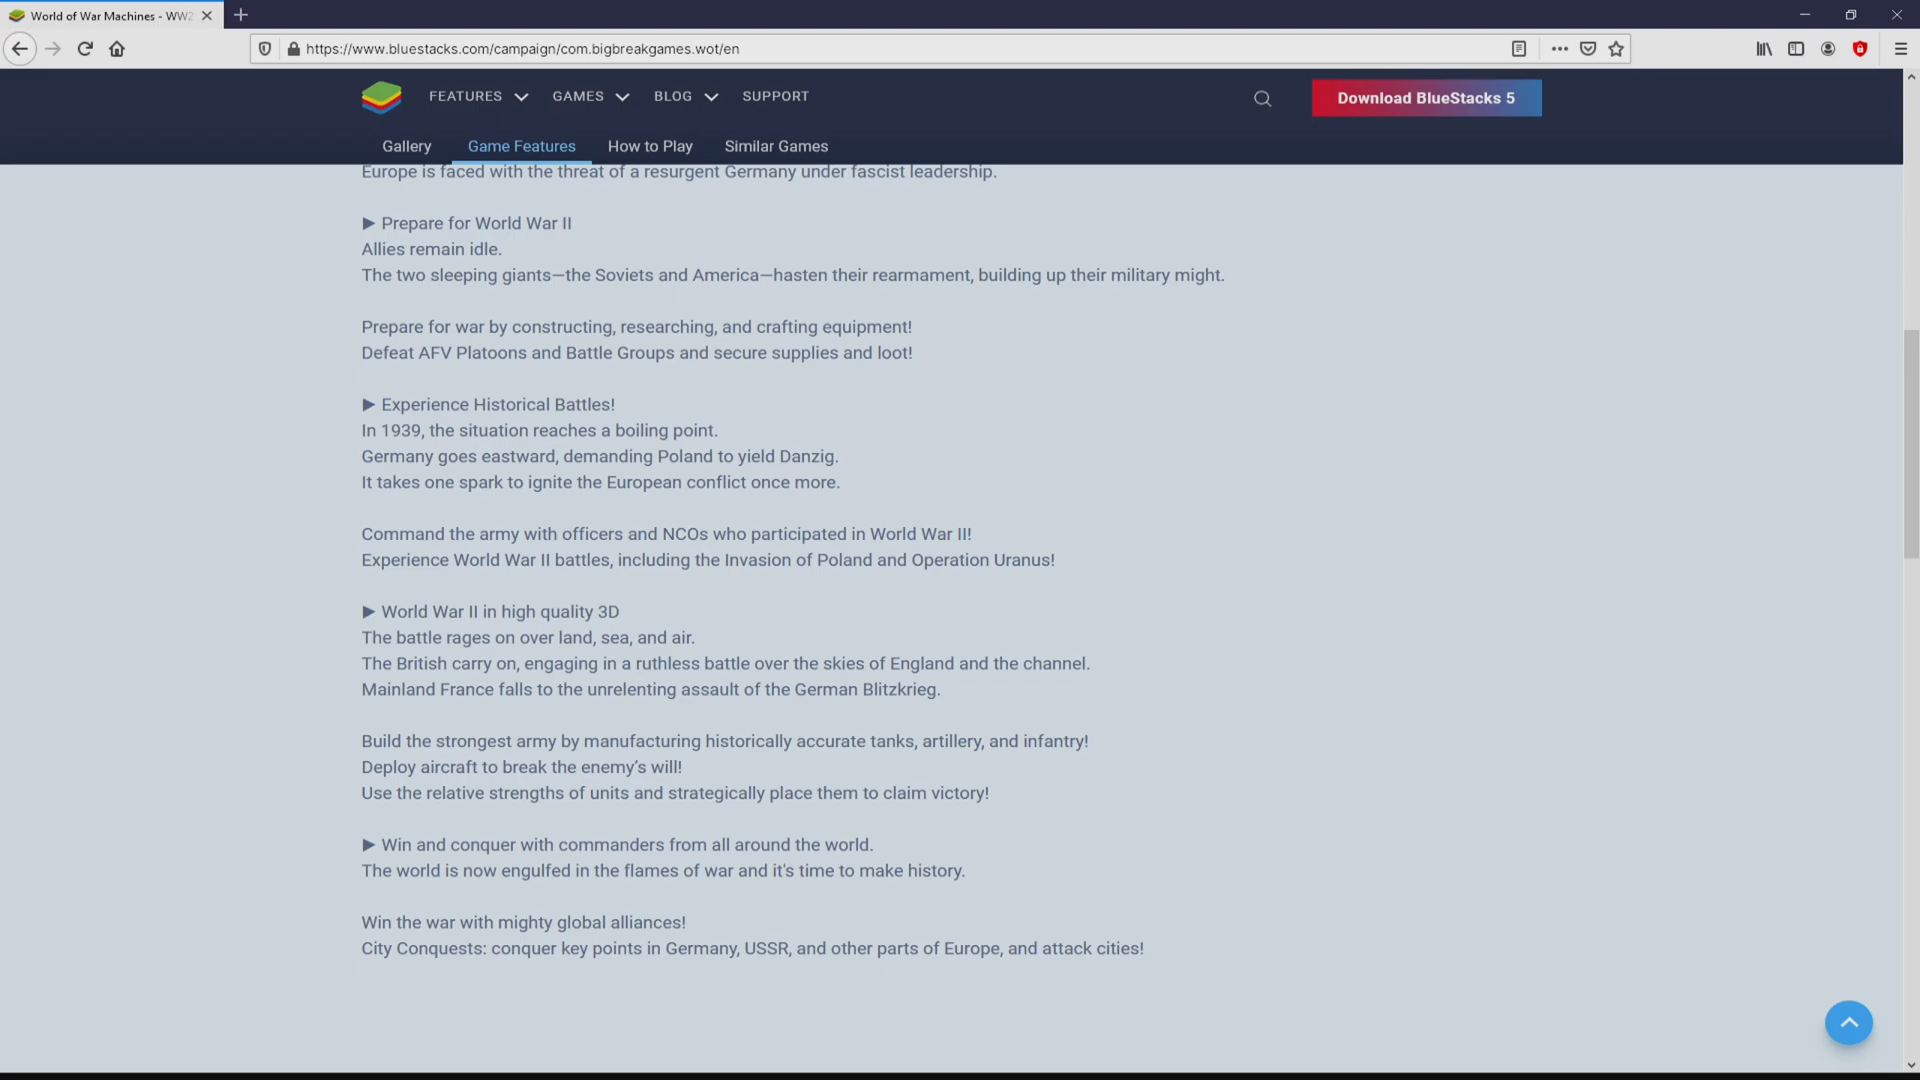 World of War Machines - WW2
https://www.bluestacks.com/campaign/com.bigbreakgames.wot/en
FEATURES
GAMES
BLOG
SUPPORT
Download BlueStacks 5
Gallery
Game Features
How to Play
Similar Games
Europe is faced with the threat of a resurgent Germany under fascist leadership.
► Prepare for World War II
Allies remain idle.
The two sleeping giants—the Soviets and America—hasten their rearmament, building up their military might.
Prepare for war by constructing, researching, and crafting equipment!
Defeat AFV Platoons and Battle Groups and secure supplies and loot!
► Experience Historical Battles!
In 1939, the situation reaches a boiling point.
Germany goes eastward, demanding Poland to yield Danzig.
It takes one spark to ignite the European conflict once more.
Command the army with officers and NCOs who participated in World War II!
Experience World War II battles, including the Invasion of Poland and Operation Uranus!
► World War II in high quality 3D
The battle rages on over land, sea, and air.
The British carry on, engaging in a ruthless battle over the skies of England and the channel.
Mainland France falls to the unrelenting assault of the German Blitzkrieg.
Build the strongest army by manufacturing historically accurate tanks, artillery, and infantry!
Deploy aircraft to break the enemy’s will!
Use the relative strengths of units and strategically place them to claim victory!
► Win and conquer with commanders from all around the world.
The world is now engulfed in the flames of war and it's time to make history.
Win the war with mighty global alliances!
City Conquests: conquer key points in Germany, USSR, and other parts of Europe, and attack cities!